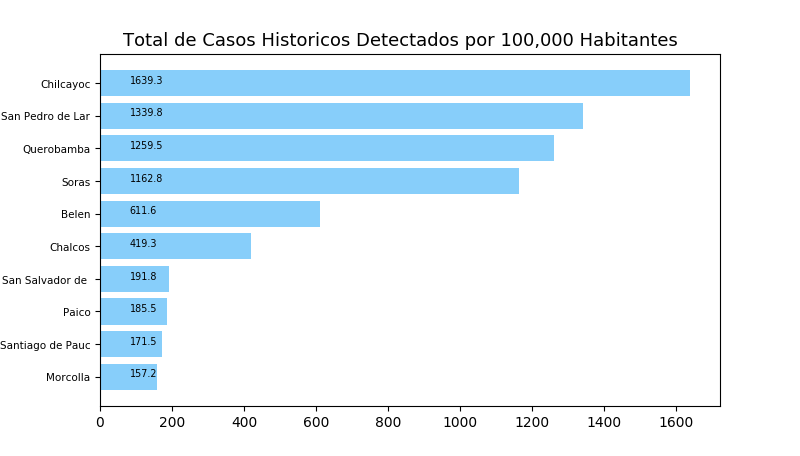 Total de Casos Historicos Detectados por 100,000 Habitantes
Chilcayoc 1639.3
San Pedro de Lar 1339.8
Querobamba 1259.5
Soras 1162.8
Belen 611.6
Chalcos 419.3
San Salvador de 191.8
Paico 185.5
Santiago de Pauc 171.5
Morcolla 157.2
0 200 400 600 800 1000 1200 1400 1600